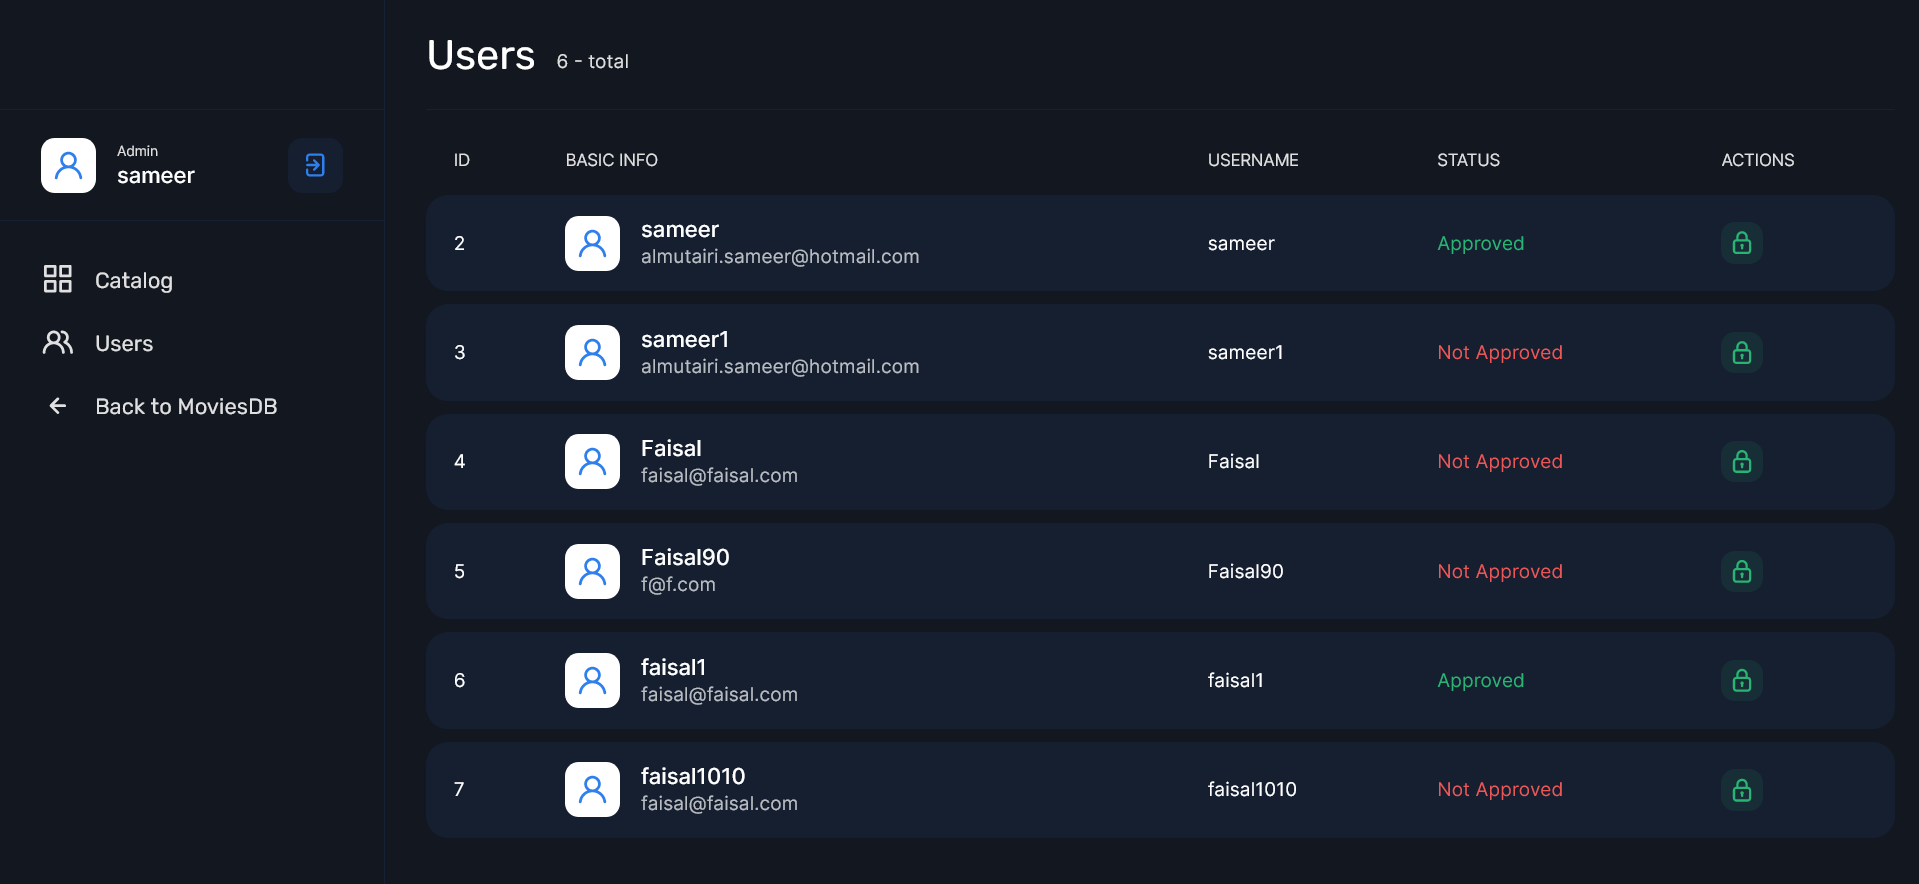 Users 6 - total
Admin
sameer
Catalog
Users
Back to MoviesDB
ID BASIC INFO USERNAME STATUS ACTIONS
2 sameer sameer Approved
almutairi.sameer@hotmail.com
3 sameer1 sameer1 Not Approved
almutairi.sameer@hotmail.com
4 Faisal Faisal Not Approved
faisal@faisal.com
5 Faisal90 Faisal90 Not Approved
f@f.com
6 faisal1 faisal1 Approved
faisal@faisal.com
7 faisal1010 faisal1010 Not Approved
faisal@faisal.com